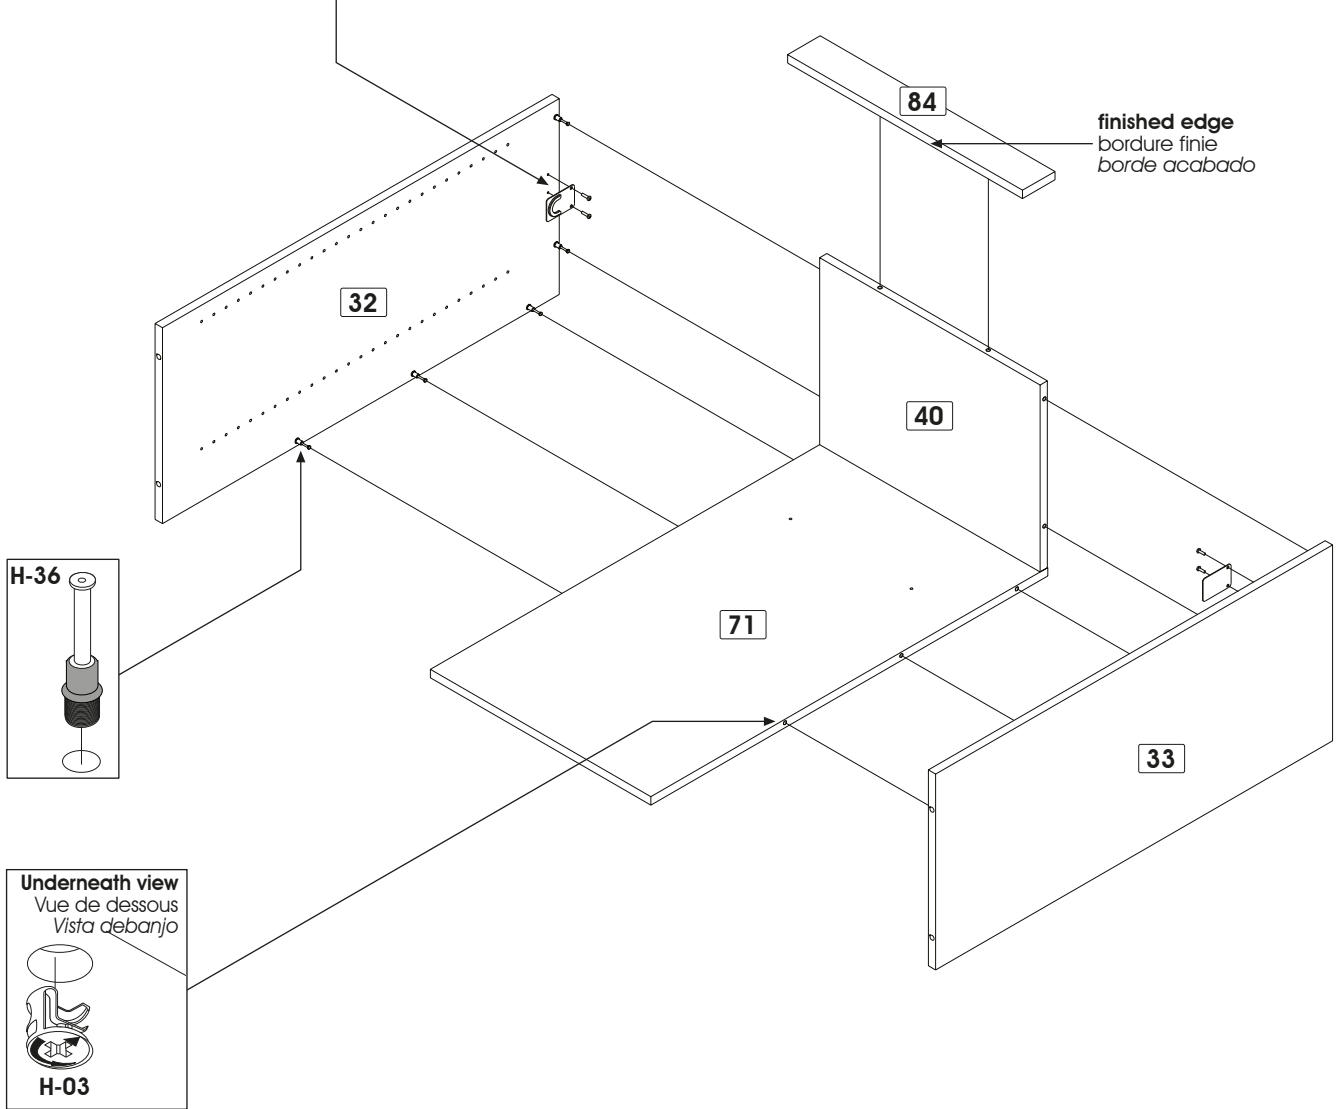 84
finished edge
bordure finie
borde acabado
32
40
H-36
71
33
Underneath view
Vue de dessous
Vista debanjo
H-03